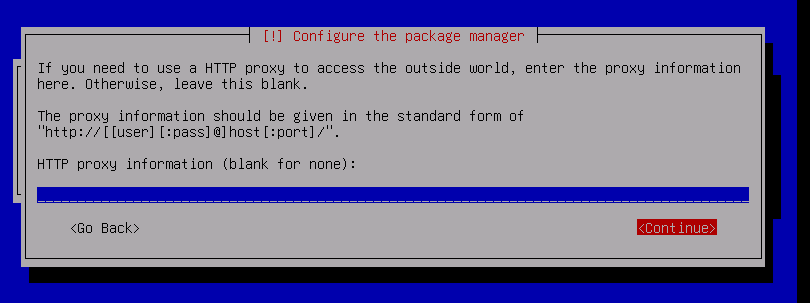 [!] Configure the package manager
If you need to use a HTTP proxy to access the outside world, enter the proxy information
here. Otherwise, leave this blank.
The proxy information should be given in the standard form of
"http://[[user][:pass]@]host[:port]/".
HTTP proxy information (blank for none):
<Go Back> <Continue>